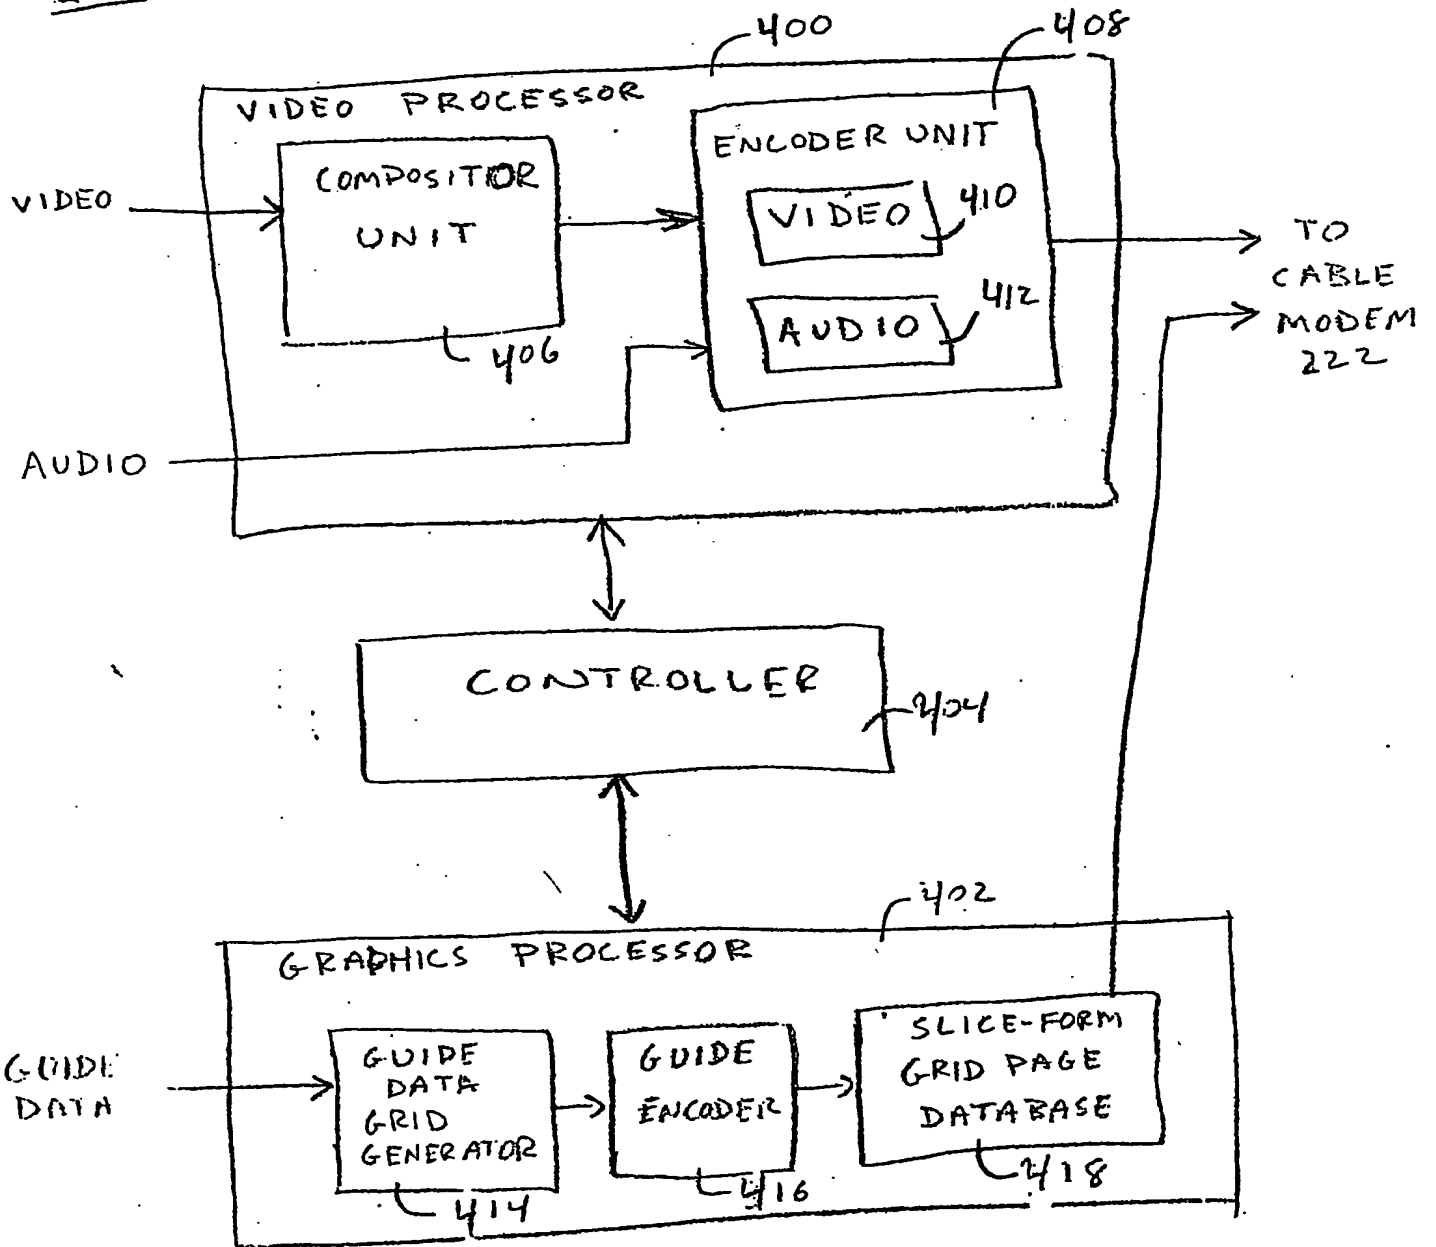 400
408
VIDEO PROCESSOR
ENCODER UNIT
COMPOSITOR
UNIT
VIDEO
VIDEO
410
TO
CABLE
MODEM
222
AUDIO
412
406
AUDIO
CONTROLLER
404
402
GRAPHICS PROCESSOR
GUIDE
DATA
GUIDE
DATA
GRID
GENERATOR
414
GUIDE
ENCODER
416
SLICE-FORM
GRID PAGE
DATABASE
418